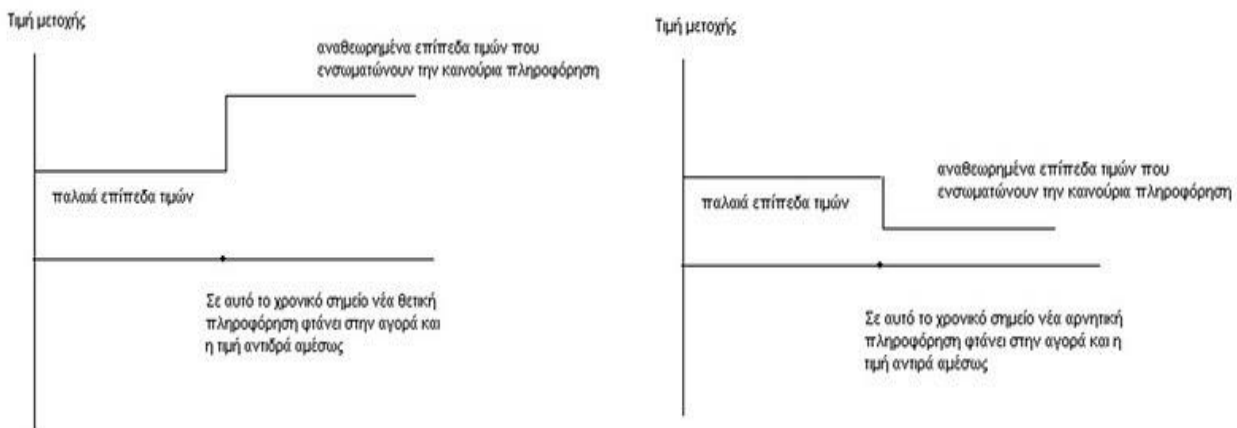 Τιμή μετοχής
αναθεωρημένα επίπεδα τιμών που
ενσωματώνουν την καινούρια πληροφόρηση
παλαιά επίπεδα τιμών
Σε αυτό το χρονικό σημείο νέα θετική
πληροφόρηση φτάνει στην αγορά και
η τιμή αντιδρά αμέσως
Τιμή μετοχής
αναθεωρημένα επίπεδα τιμών που
ενσωματώνουν την καινούρια πληροφόρηση
παλαιά επίπεδα τιμών
Σε αυτό το χρονικό σημείο νέα αρνητική
πληροφόρηση φτάνει στην αγορά και η
τιμή αντιρά αμέσως